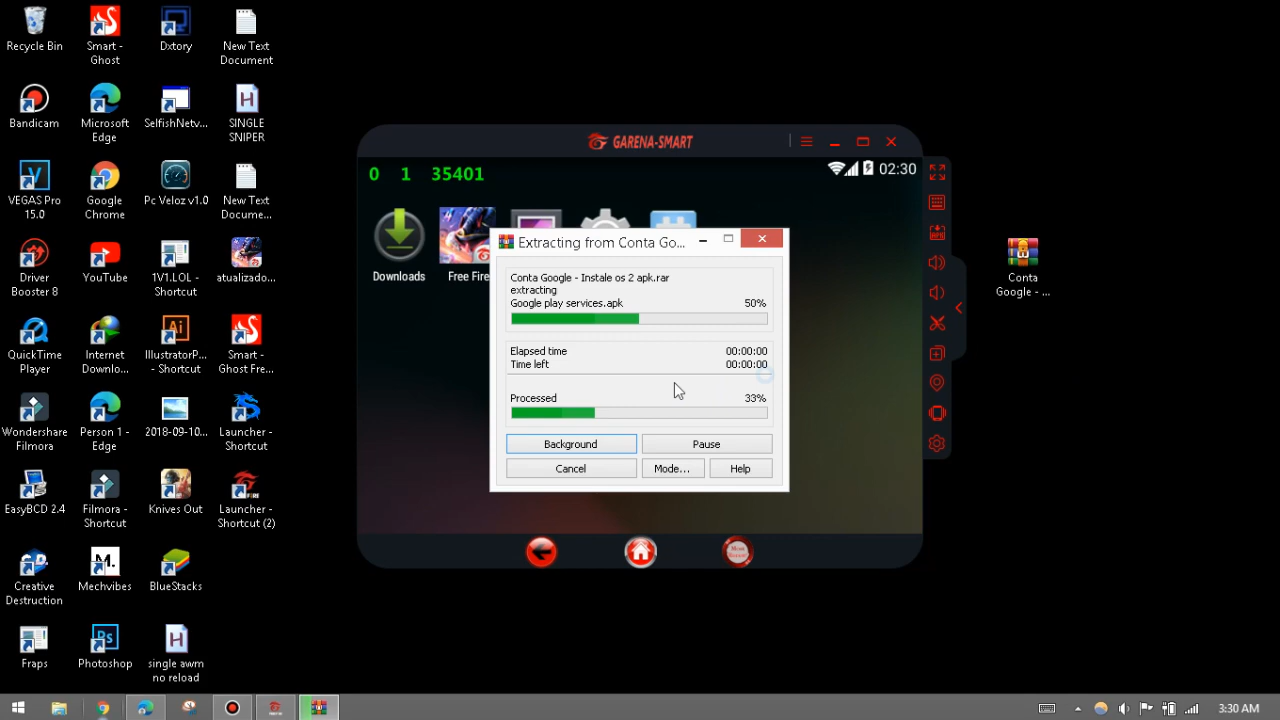 Recycle Bin
Smart -
Ghost
Dxtory
New Text
Document
Bandicam
Microsoft
Edge
SelfishNetv...
SINGLE
SNIPER
VEGAS Pro
15.0
Google
Chrome
Pc Veloz v1.0
New Text
Docume...
Driver
Booster 8
YouTube
1V1.LOL -
Shortcut
atualizado...
QuickTime
Player
Internet
Downlo...
IllustratorP...
- Shortcut
Smart -
Ghost Fre...
Wondershare
Filmora
Person 1 -
Edge
2018-09-10...
Launcher -
Shortcut
EasyBCD 2.4
Filmora -
Shortcut
Knives Out
Launcher -
Shortcut (2)
Creative
Destruction
Mechvibes
BlueStacks
Fraps
Photoshop
single awm
no reload
GARENA-SMART
0 1 35401
02:30
Downloads
Free Fire
Extracting from Conta Go...
Conta Google - Instale os 2 apk.rar
extracting
Google play services.apk 50%
Elapsed time 00:00:00
Time left 00:00:00
Processed 33%
Background
Pause
Cancel
Mode...
Help
Conta
Google - ...
3:30 AM